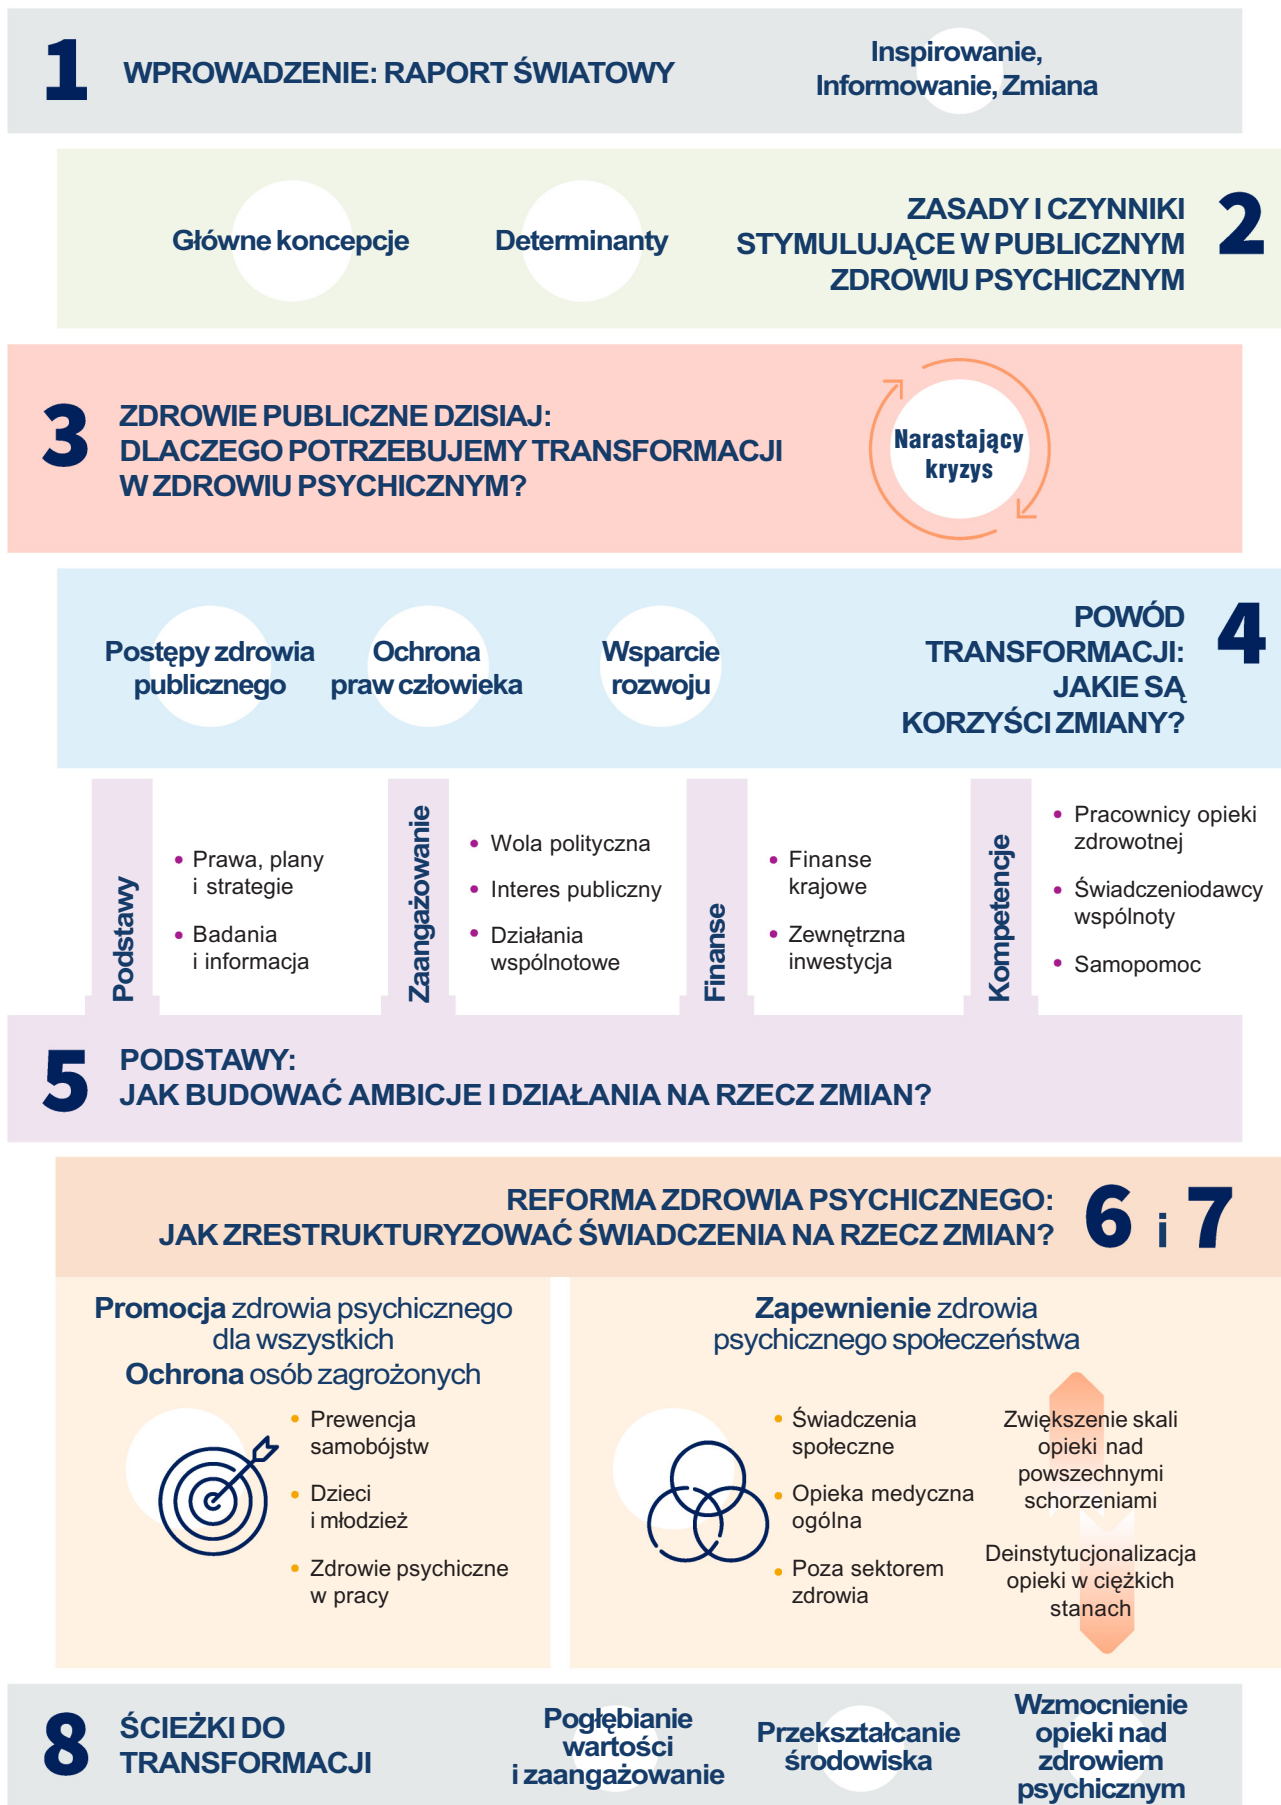 1
WPROWADZENIE: RAPORT ŚWIATOWY
Inspirowanie,
Informowanie, Zmiana
Główne koncepcje
Determinanty
ZASADY I CZYNNIKI
STYMULUJĄCE W PUBLICZNYM
ZDROWIU PSYCHICZNYM
2
3
ZDROWIE PUBLICZNE DZISIAJ:
DLACZEGO POTRZEBUJEMY TRANSFORMACJI
W ZDROWIU PSYCHICZNYM?
Narastający
kryzys
Postępy zdrowia
publicznego
Ochrona
praw człowieka
Wsparcie
rozwoju
POWÓD
TRANSFORMACJI:
JAKIE SĄ
KORZYŚCI ZMIANY?
4
Podstawy
• Prawa, plany
i strategie
• Badania
i informacja
Zaangażowanie
• Wola polityczna
• Interes publiczny
• Działania
wspólnotowe
Finanse
• Finanse
krajowe
• Zewnętrzna
inwestycja
Kompetencje
• Pracownicy opieki
zdrowotnej
• Świadczeniodawcy
wspólnoty
• Samopomoc
5
PODSTAWY:
JAK BUDOWAĆ AMBICJE I DZIAŁANIA NA RZECZ ZMIAN?
REFORMA ZDROWIA PSYCHICZNEGO:
JAK ZRESTRUKTURYZOWAĆ ŚWIADCZENIA NA RZECZ ZMIAN?
6 i 7
Promocja zdrowia psychicznego
dla wszystkich
Ochrona osób zagrożonych
• Prewencja
samobójstw
• Dzieci
i młodzież
• Zdrowie psychiczne
w pracy
Zapewnienie zdrowia
psychicznego społeczeństwa
• Świadczenia
społeczne
• Opieka medyczna
ogólna
• Poza sektorem
zdrowia
Zwiększenie skali
opieki nad
powszechnymi
schorzeniami
Deinstytucjonalizacja
opieki w ciężkich
stanach
8
ŚCIEŻKI DO
TRANSFORMACJI
Pogłębianie
wartości
i zaangażowanie
Przekształcanie
środowiska
Wzmocnienie
opieki nad
zdrowiem
psychicznym